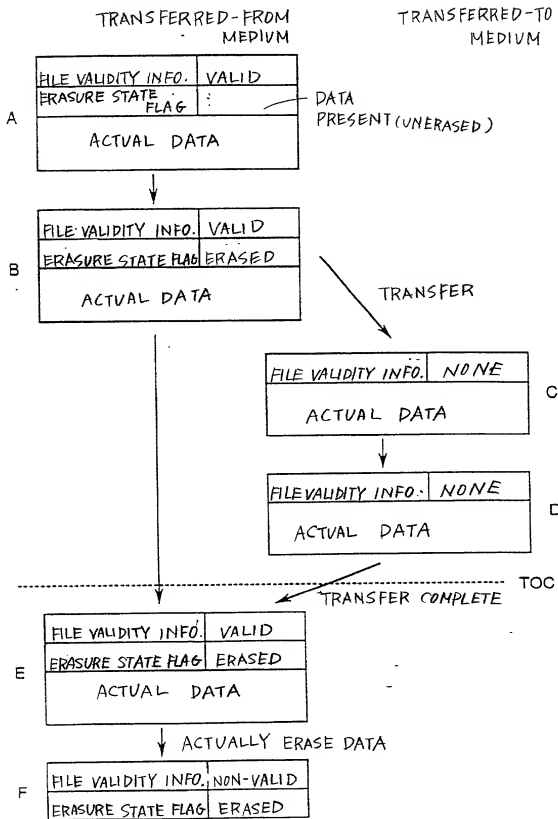 TRANSFERRED-FROM MEDIUM
TRANSFERRED-TO MEDIUM
A
FILE VALIDITY INFO. VALID
ERASURE STATE FLAG :
DATA PRESENT (UNERASED)
ACTUAL DATA
B
FILE VALIDITY INFO. VALID
ERASURE STATE FLAG ERASED
ACTUAL DATA
TRANSFER
FILE VALIDITY INFO. NONE
C
ACTUAL DATA
FILE VALIDITY INFO. NONE
D
ACTUAL DATA
TOC
TRANSFER COMPLETE
E
FILE VALIDITY INFO. VALID
ERASURE STATE FLAG ERASED
ACTUAL DATA
ACTUALLY ERASE DATA
F
FILE VALIDITY INFO. NON-VALID
ERASURE STATE FLAG ERASED